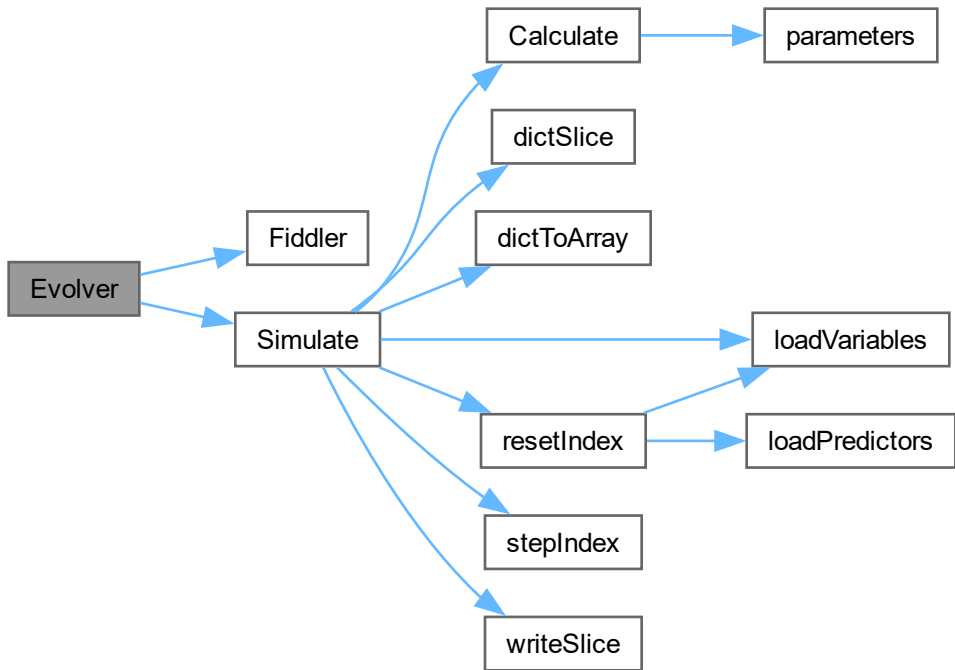 Evolver
Fiddler
Simulate
Calculate
dictSlice
dictToArray
resetIndex
stepIndex
writeSlice
parameters
loadVariables
loadPredictors